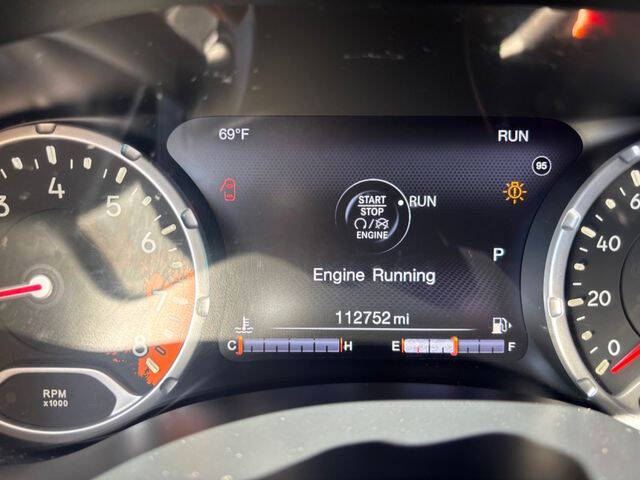 69°F
RUN
95
START
STOP
ENGINE
RUN
P
Engine Running
112752 mi
C H
E F
3 4 5 6 7 8
RPM
x1000
60
40
20
0